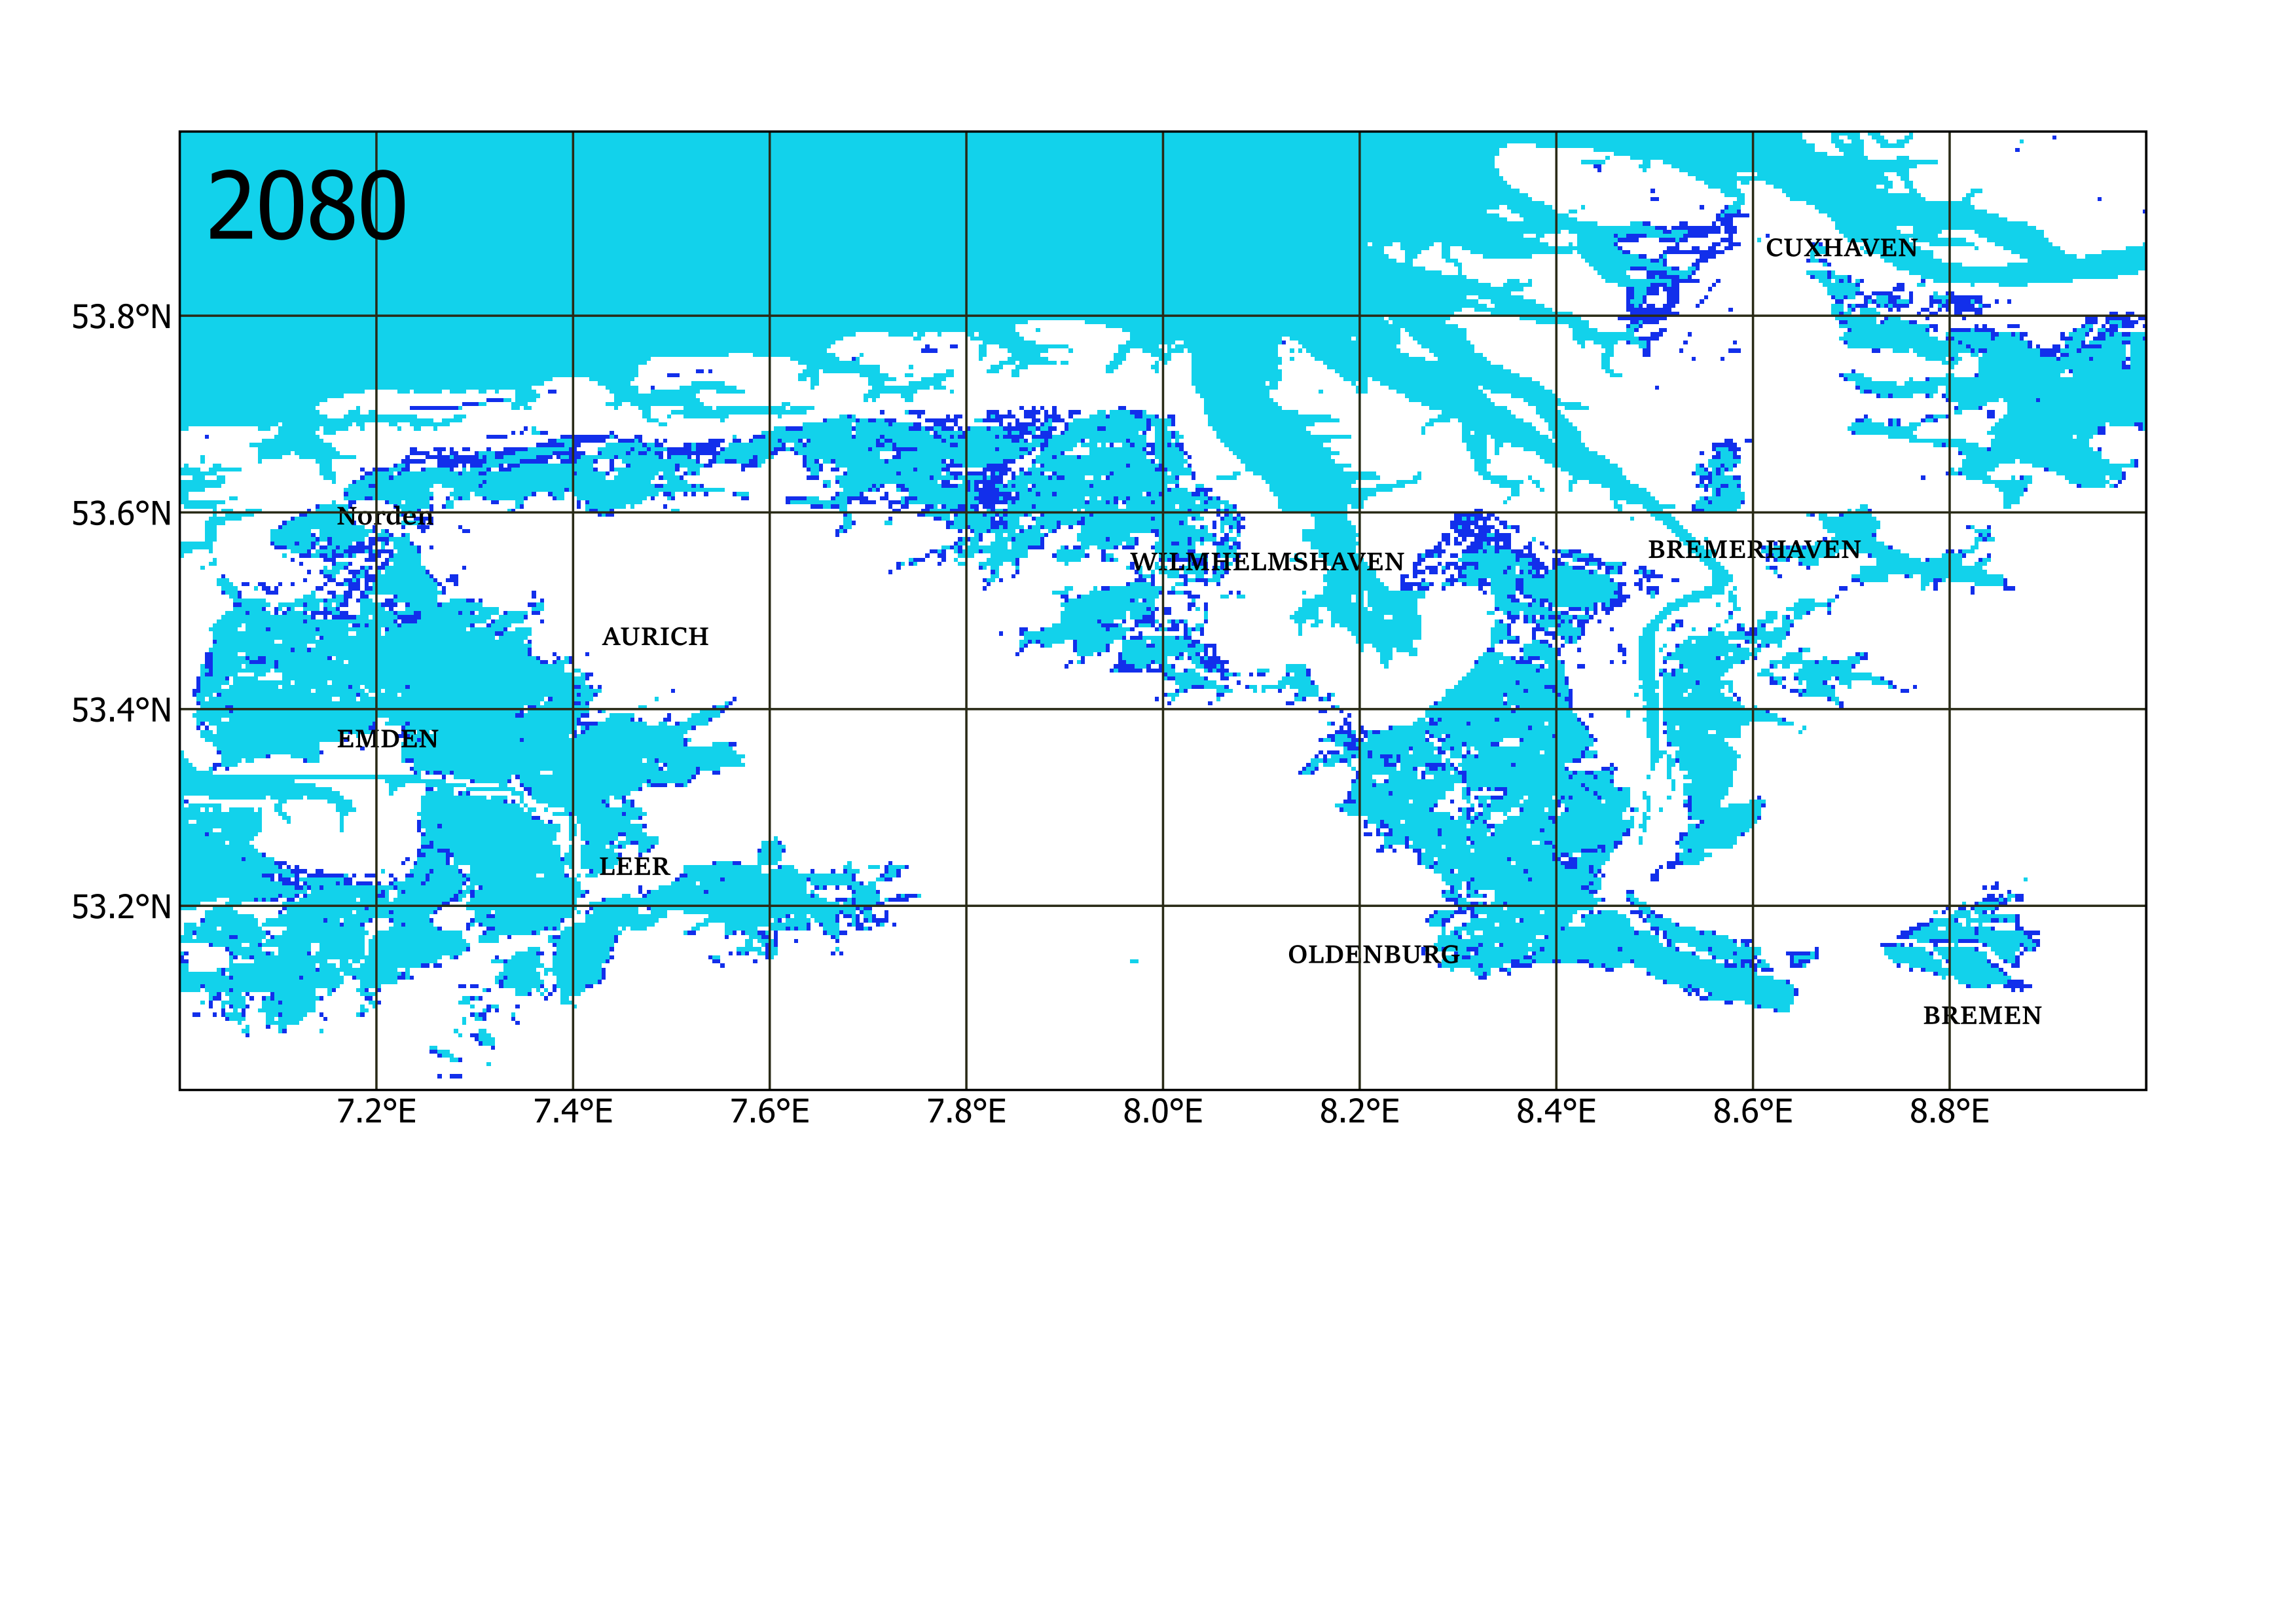 2080
CUXHAVEN
53.8°N
53.6°N
Norden
WILMHELMSHAVEN
BREMERHAVEN
AURICH
53.4°N
EMDEN
LEER
53.2°N
OLDENBURG
BREMEN
7.2°E 7.4°E 7.6°E 7.8°E 8.0°E 8.2°E 8.4°E 8.6°E 8.8°E